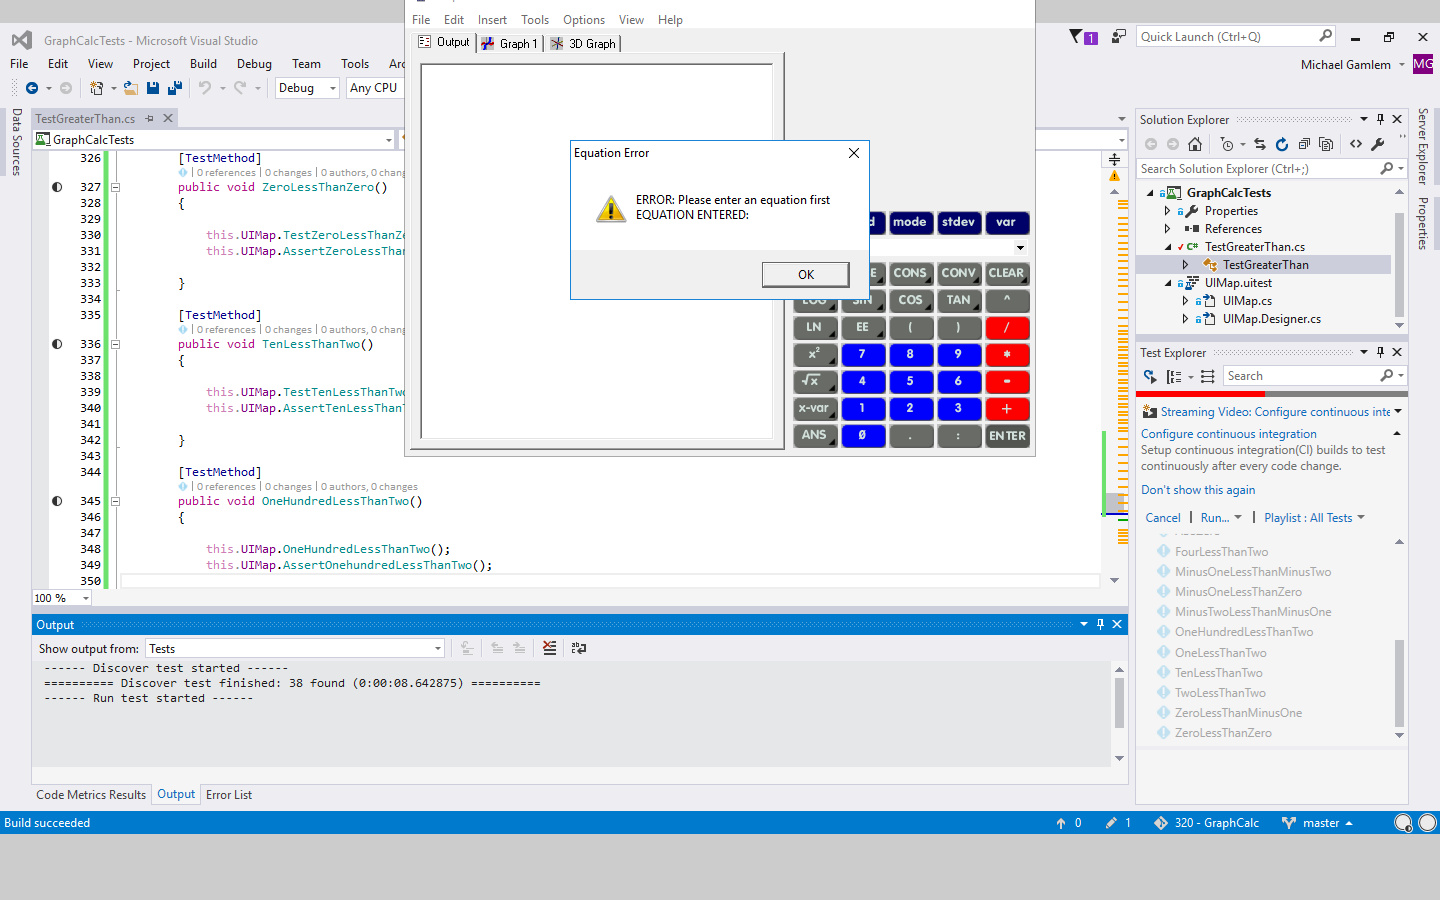 File Edit Insert Tools Options View Help
Output Graph 1 3D Graph
GraphCalcTests - Microsoft Visual Studio
1
Quick Launch (Ctrl+Q)
File Edit View Project Build Debug Team Tools
Michael Gamlem MG
Debug Any CPU
Data Sources
TestGreaterThan.cs
GraphCalcTests
326 [TestMethod]
0 references | 0 changes | 0 authors, 0
327 public void ZeroLessThanZero()
328 {
329
330 this.UIMap.TestZeroLessThanZe
331 this.UIMap.AssertZeroLessThan
332
333 }
334
335 [TestMethod]
0 references | 0 changes | 0 authors, 0
336 public void TenLessThanTwo()
337 {
338
339 this.UIMap.TestTenLessThanTwo
340 this.UIMap.AssertTenLessThan
341
342 }
343
344 [TestMethod]
0 references | 0 changes | 0 authors, 0 changes
345 public void OneHundredLessThanTwo()
346 {
347
348 this.UIMap.OneHundredLessThanTwo();
349 this.UIMap.AssertOnehundredLessThanTwo();
350
100 %
Equation Error
ERROR: Please enter an equation first
EQUATION ENTERED:
OK
mode stdev var
CONS CONV CLEAR
LOG SIN COS TAN ^
LN EE ( ) /
x² 7 8 9 *
√x 4 5 6 -
x-var 1 2 3 +
ANS 0 . : ENTER
Solution Explorer
Search Solution Explorer (Ctrl+;)
GraphCalcTests
Properties
References
C# TestGreaterThan.cs
TestGreaterThan
UIMap.uitest
UIMap.cs
UIMap.Designer.cs
Server Explorer
Properties
Test Explorer
Search
Streaming Video: Configure continuous inte
Configure continuous integration
Setup continuous integration(CI) builds to test
continuously after every code change.
Don't show this again
Cancel | Run... | Playlist : All Tests
FourLessThanTwo
MinusOneLessThanMinusTwo
MinusOneLessThanZero
MinusTwoLessThanMinusOne
OneHundredLessThanTwo
OneLessThanTwo
TenLessThanTwo
TwoLessThanTwo
ZeroLessThanMinusOne
ZeroLessThanZero
Output
Show output from: Tests
------ Discover test started ------
========== Discover test finished: 38 found (0:00:08.642875) ==========
------ Run test started ------
Code Metrics Results Output Error List
Build succeeded
0 1 320 - GraphCalc master